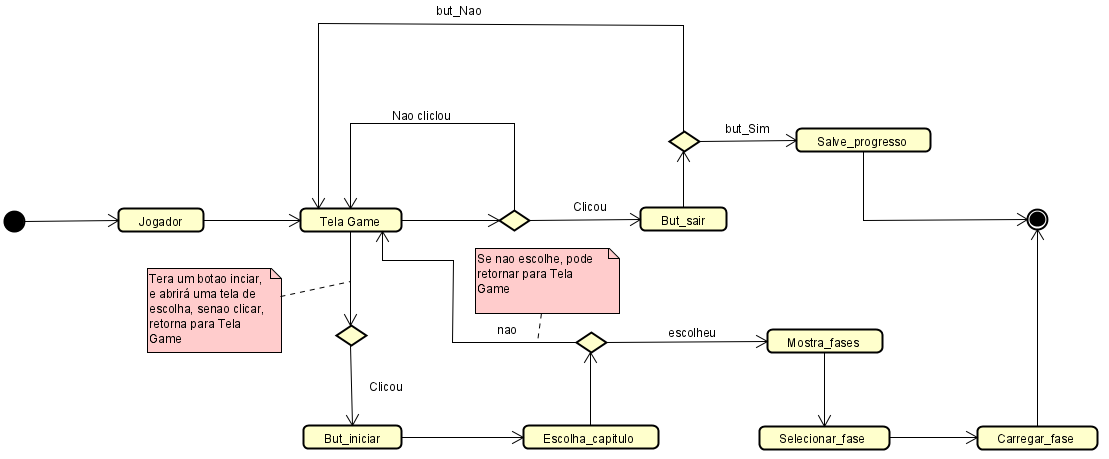 but_Nao
Nao cliclou
but_Sim
Salve_progresso
Clicou
Jogador
Tela Game
But_sair
Se nao escolhe, pode
retornar para Tela
Game
Tera um botao inciar,
e abrirá uma tela de
escolha, senao clicar,
retorna para Tela
Game
nao
escolheu
Mostra_fases
Clicou
But_iniciar
Escolha_capitulo
Selecionar_fase
Carregar_fase